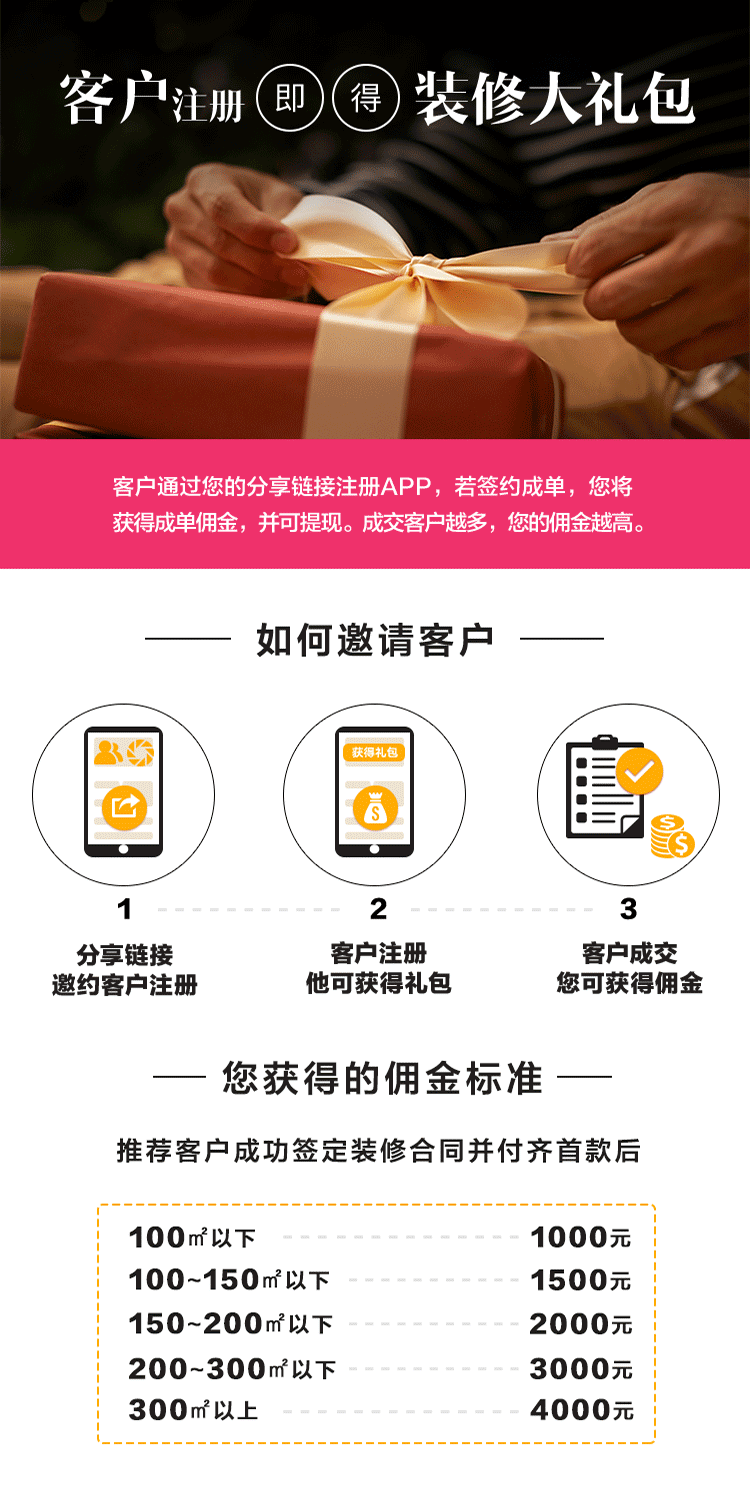 客户注册即得装修大礼包
客户通过您的分享链接注册APP，若签约成单，您将
获得成单佣金，并可提现。成交客户越多，您的佣金越高。
如何邀请客户
获得礼包
1 2 3
分享链接
邀约客户注册
客户注册
他可获得礼包
客户成交
您可获得佣金
您获得的佣金标准
推荐客户成功签定装修合同并付齐首款后
100㎡以下 1000元
100~150㎡以下 1500元
150~200㎡以下 2000元
200~300㎡以下 3000元
300㎡以上 4000元